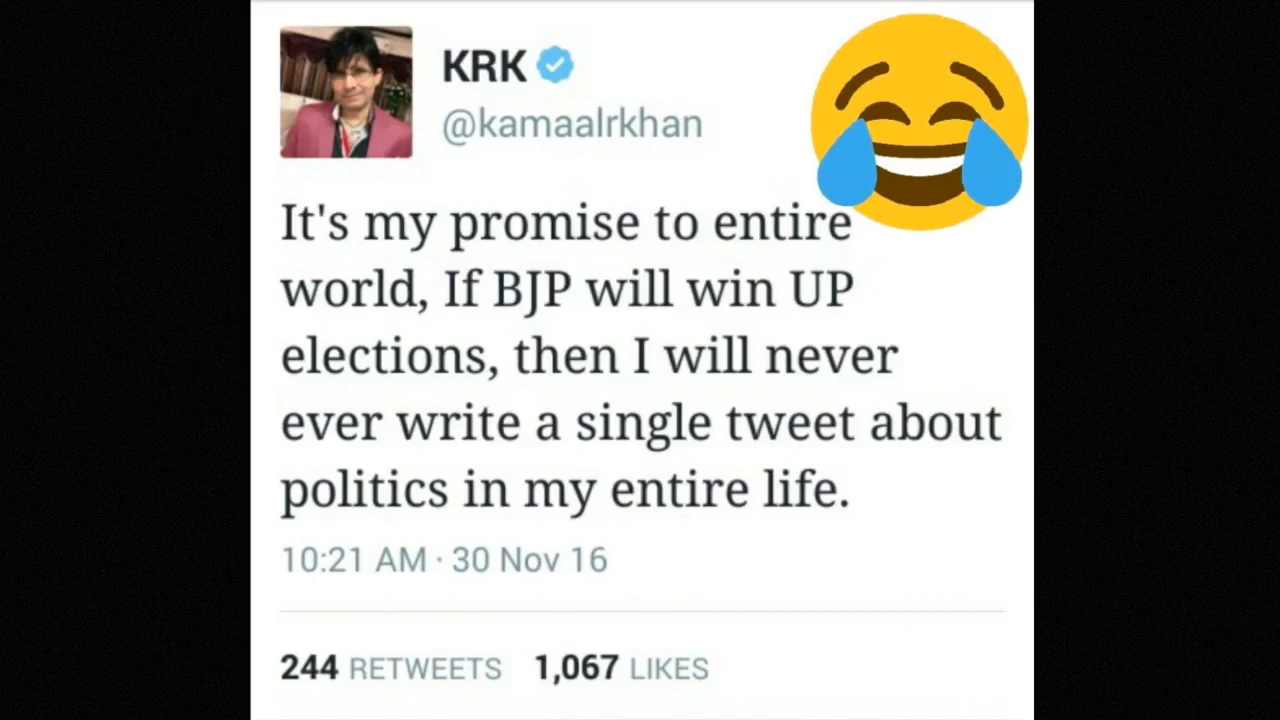 KRK
@kamaalrkhan
It's my promise to entire
world, If BJP will win UP
elections, then I will never
ever write a single tweet about
politics in my entire life.
10:21 AM · 30 Nov 16
244 RETWEETS 1,067 LIKES